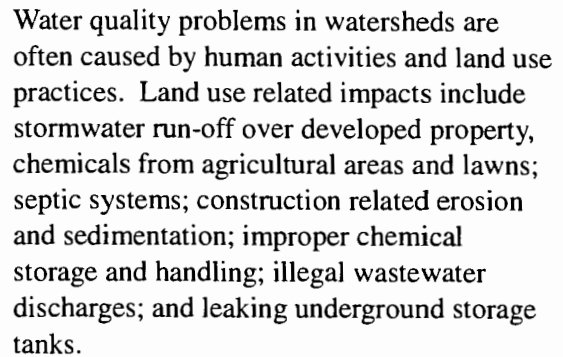 Water quality problems in watersheds are
often caused by human activities and land use
practices.  Land use related impacts include
stormwater run-off over developed property,
chemicals from agricultural areas and lawns;
septic systems; construction related erosion
and sedimentation; improper chemical
storage and handling; illegal wastewater
discharges; and leaking underground storage
tanks.